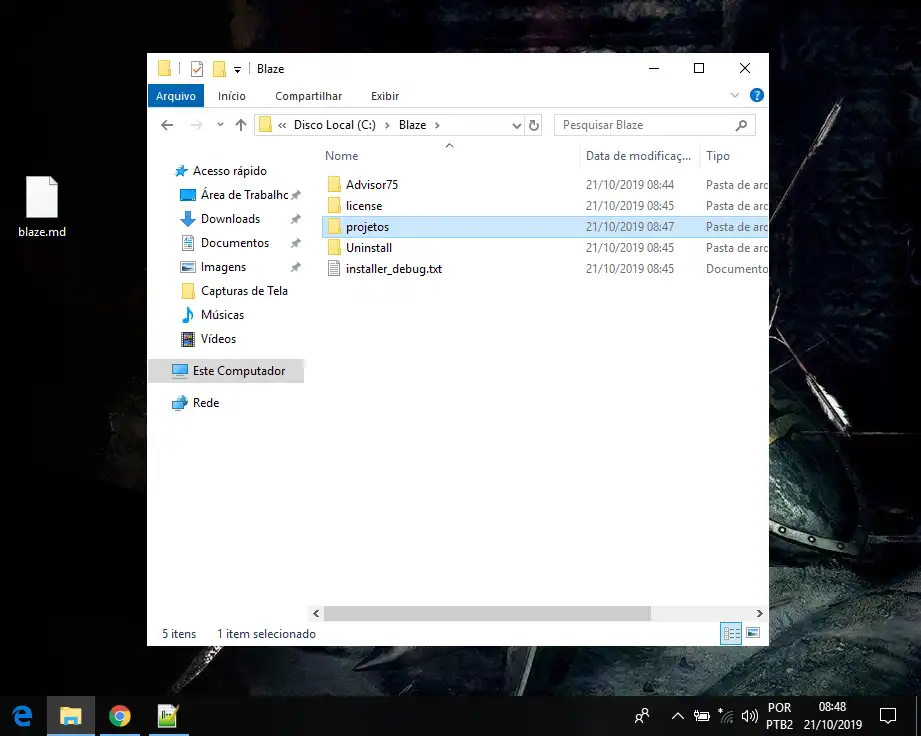 blaze.md
Blaze
Arquivo Início Compartilhar Exibir
« Disco Local (C:) › Blaze ›
Pesquisar Blaze
Acesso rápido
Área de Trabalhc
Downloads
Documentos
Imagens
Capturas de Tela
Músicas
Vídeos
Este Computador
Rede
Nome Data de modificaç... Tipo
Advisor75 21/10/2019 08:44 Pasta de arc
license 21/10/2019 08:45 Pasta de arc
projetos 21/10/2019 08:47 Pasta de arc
Uninstall 21/10/2019 08:45 Pasta de arc
installer_debug.txt 21/10/2019 08:45 Documento
5 itens 1 item selecionado
POR 08:48
PTB2 21/10/2019